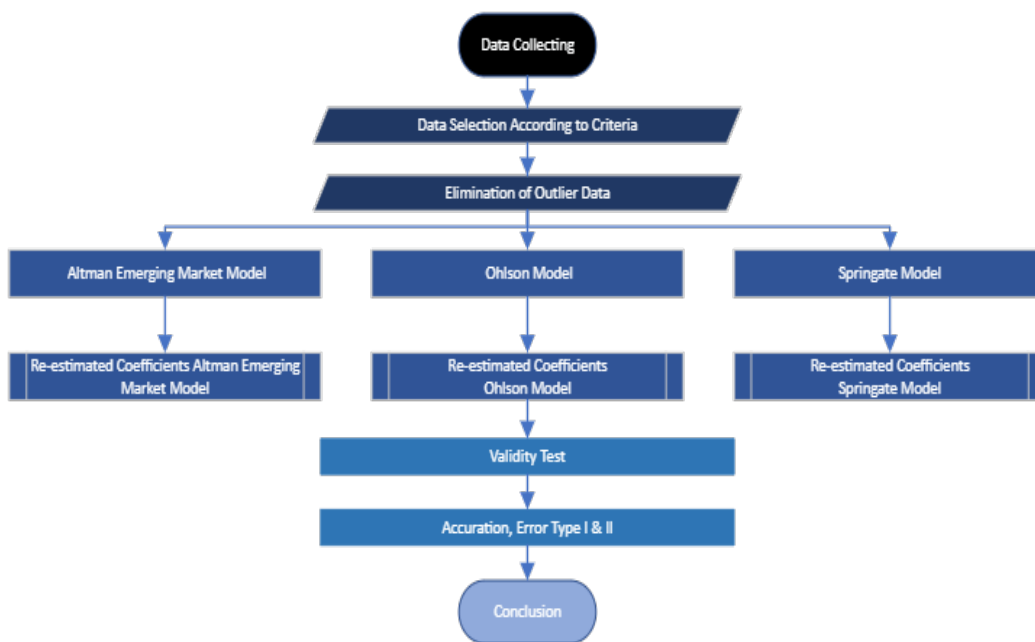 Data Collecting
Data Selection According to Criteria
Elimination of Outlier Data
Altman Emerging Market Model
Ohlson Model
Springate Model
Re-estimated Coefficients Altman Emerging
Market Model
Re-estimated Coefficients
Ohlson Model
Re-estimated Coefficients
Springate Model
Validity Test
Accuration, Error Type I & II
Conclusion